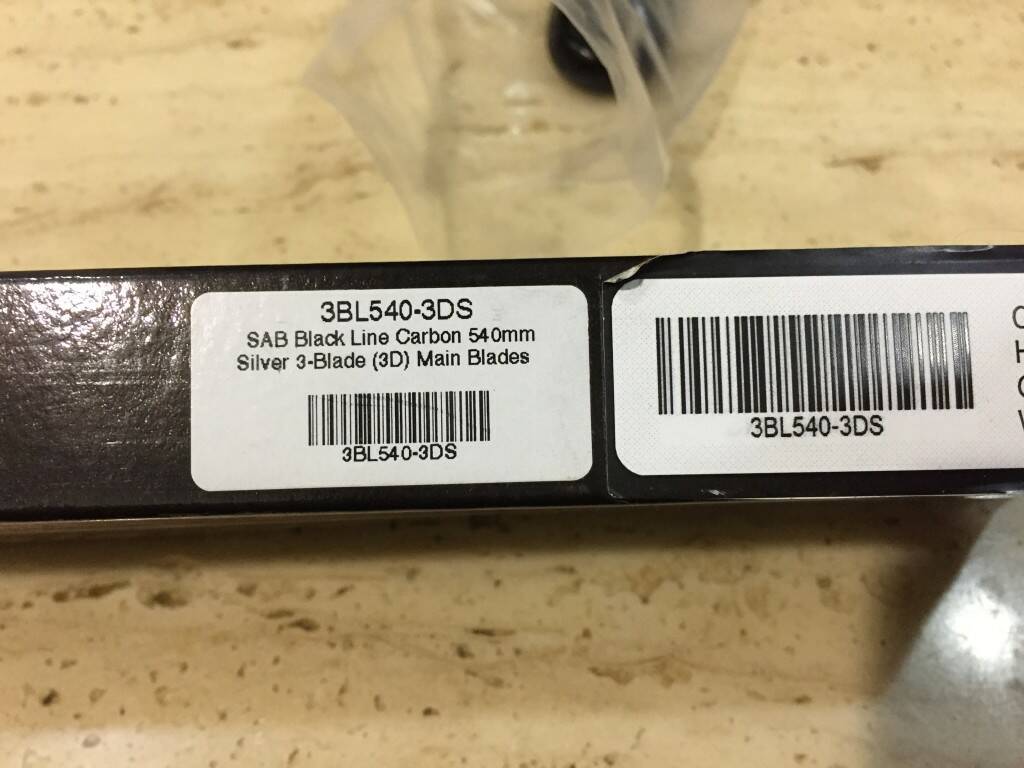 3BL540-3DS
SAB Black Line Carbon 540mm
Silver 3-Blade (3D) Main Blades
3BL540-3DS
3BL540-3DS